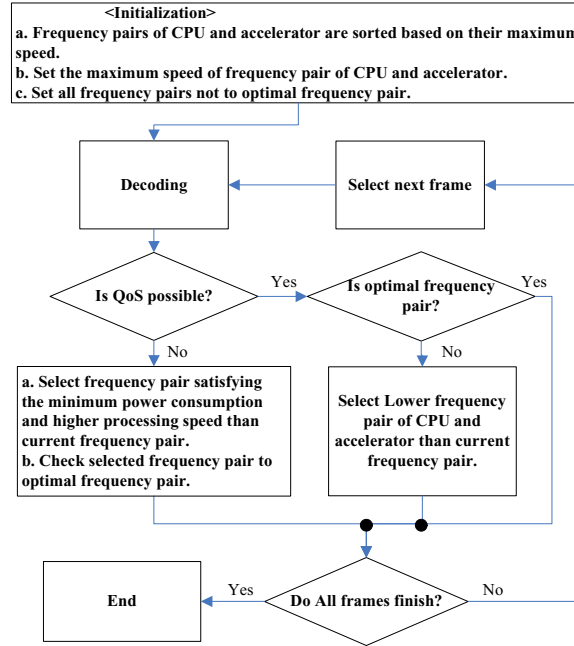 <Initialization>
a. Frequency pairs of CPU and accelerator are sorted based on their maximum
speed.
b. Set the maximum speed of frequency pair of CPU and accelerator.
c. Set all frequency pairs not to optimal frequency pair.
Decoding
Select next frame
Is QoS possible?
Yes
Is optimal frequency
pair?
Yes
No
No
a. Select frequency pair satisfying
the minimum power consumption
and higher processing speed than
current frequency pair.
b. Check selected frequency pair to
optimal frequency pair.
Select Lower frequency
pair of CPU and
accelerator than current
frequency pair.
End
Yes
Do All frames finish?
No